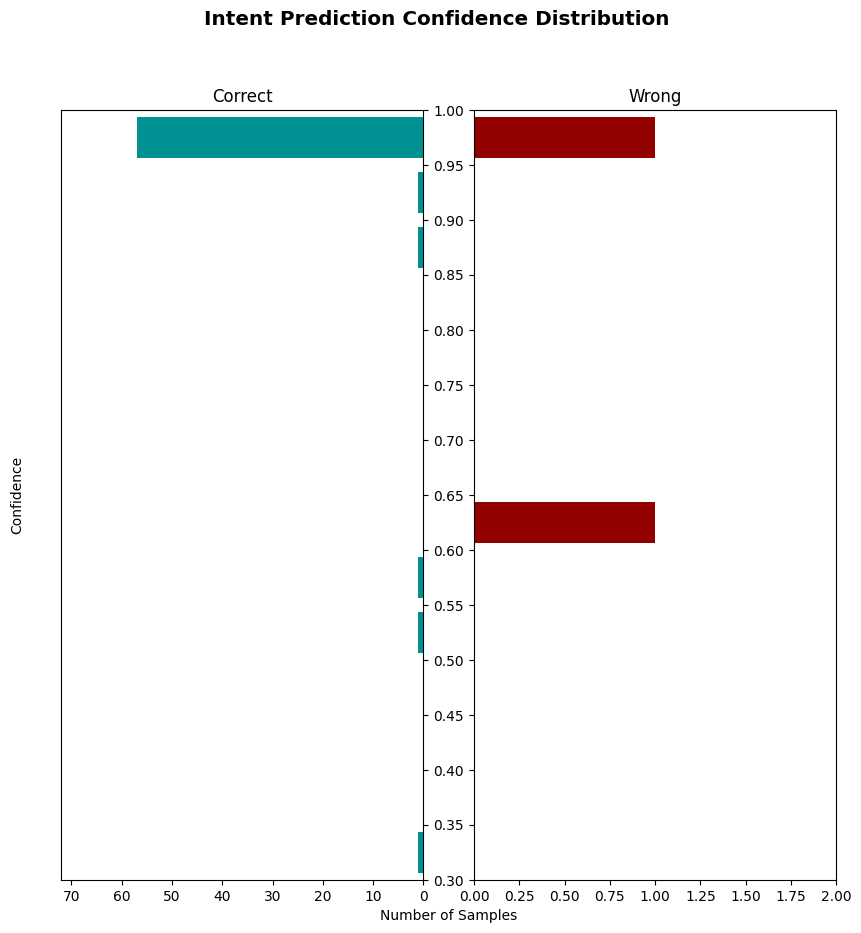 Intent Prediction Confidence Distribution
Correct
Wrong
1.00
0.95
0.90
0.85
0.80
0.75
0.70
0.65
0.60
0.55
0.50
0.45
0.40
0.35
0.30
Confidence
70 60 50 40 30 20 10 0
0.00 0.25 0.50 0.75 1.00 1.25 1.50 1.75 2.00
Number of Samples